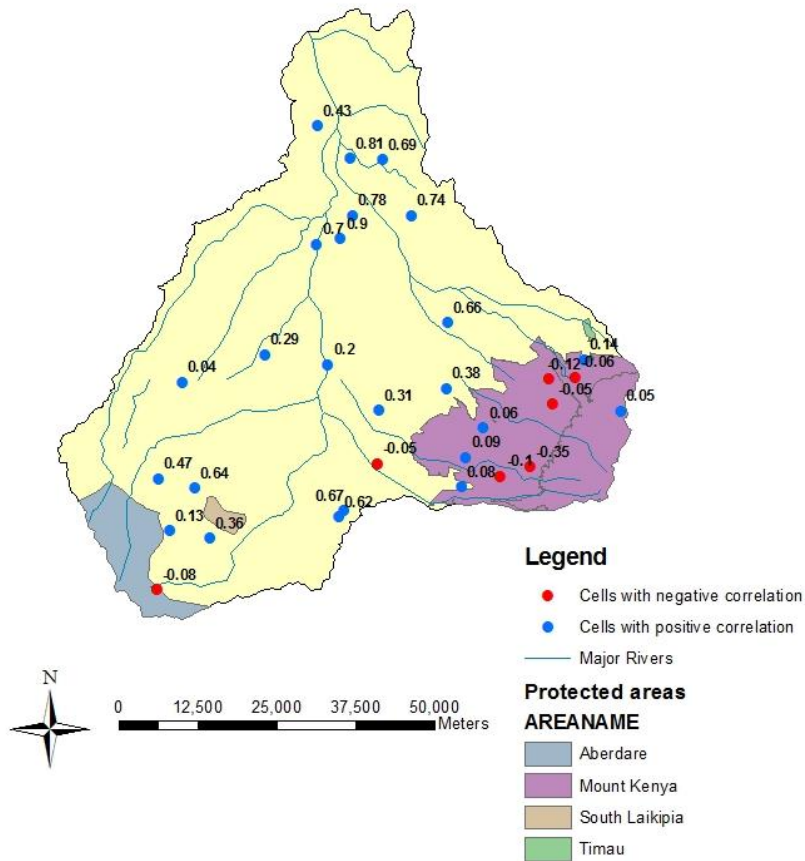 0.43
0.81
0.69
0.78
0.74
0.7
0.9
0.66
0.14
0.29
0.2
-0.12
-0.06
0.04
0.38
-0.05
0.31
0.05
0.06
-0.05
0.09
-0.35
0.47
0.64
0.08
-0.1
0.67
0.62
0.13
0.36
-0.08
Legend
Cells with negative correlation
Cells with positive correlation
Major Rivers
Protected areas
AREANAME
Aberdare
Mount Kenya
South Laikipia
Timau
N
0 12,500 25,000 37,500 50,000
Meters